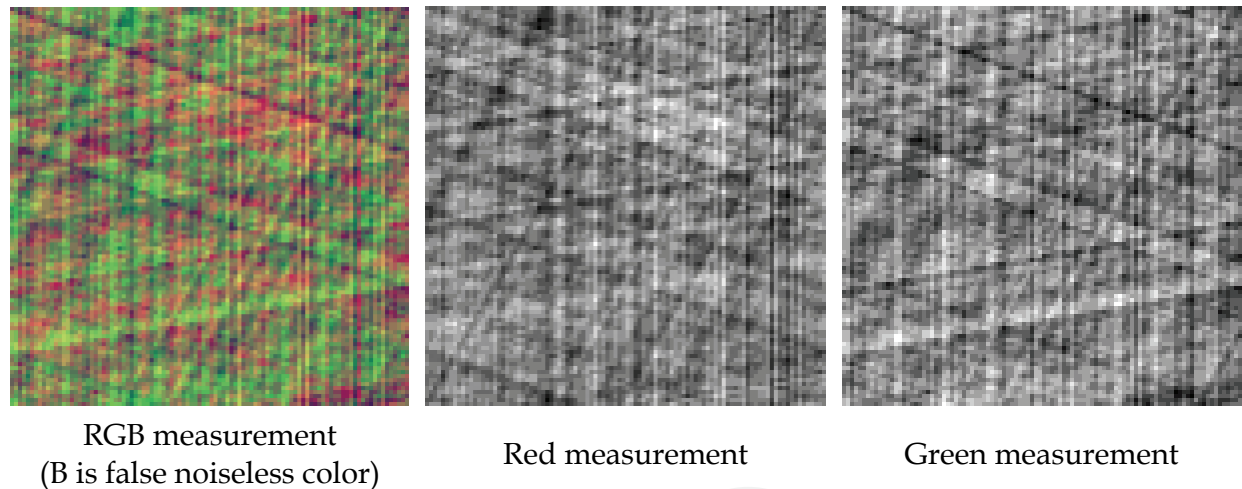 RGB measurement
(B is false noiseless color)
Red measurement
Green measurement